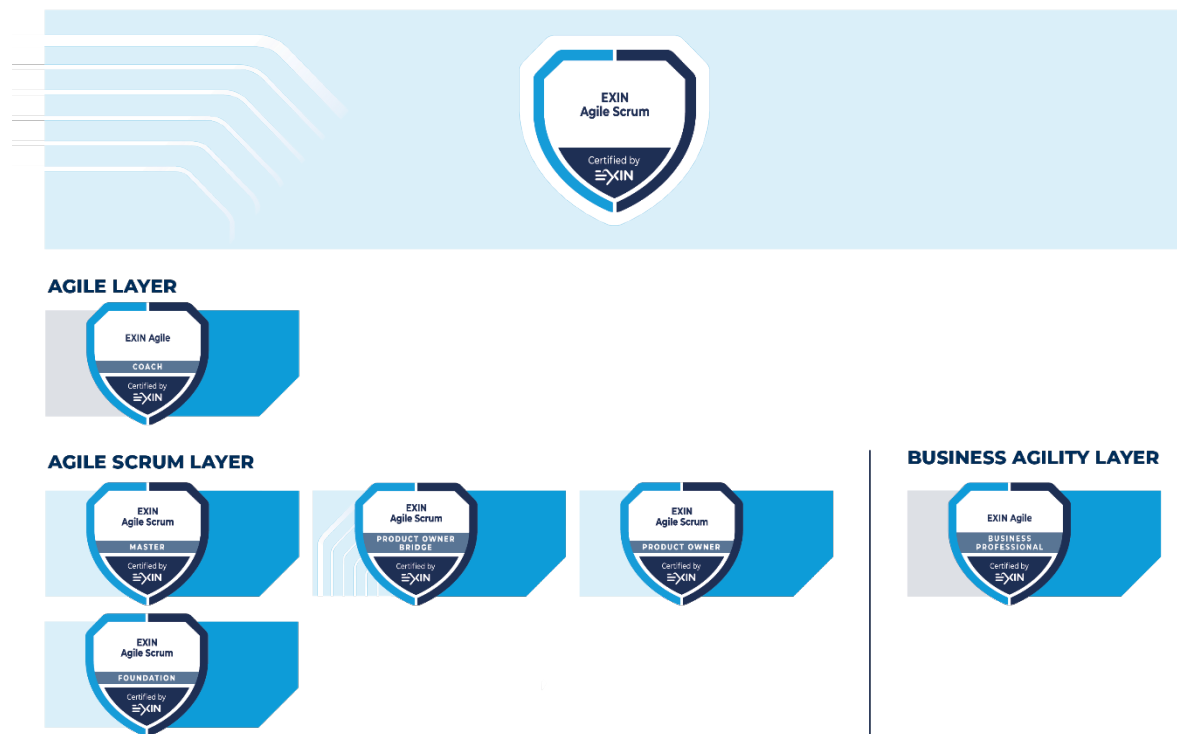 EXIN
Agile Scrum
Certified by
EXIN
AGILE LAYER
EXIN Agile
COACH
Certified by
EXIN
AGILE SCRUM LAYER
EXIN
Agile Scrum
MASTER
Certified by
EXIN
EXIN
Agile Scrum
PRODUCT OWNER
BRIDGE
Certified by
EXIN
EXIN
Agile Scrum
PRODUCT OWNER
Certified by
EXIN
BUSINESS AGILITY LAYER
EXIN Agile
BUSINESS
PROFESSIONAL
Certified by
EXIN
EXIN
Agile Scrum
FOUNDATION
Certified by
EXIN